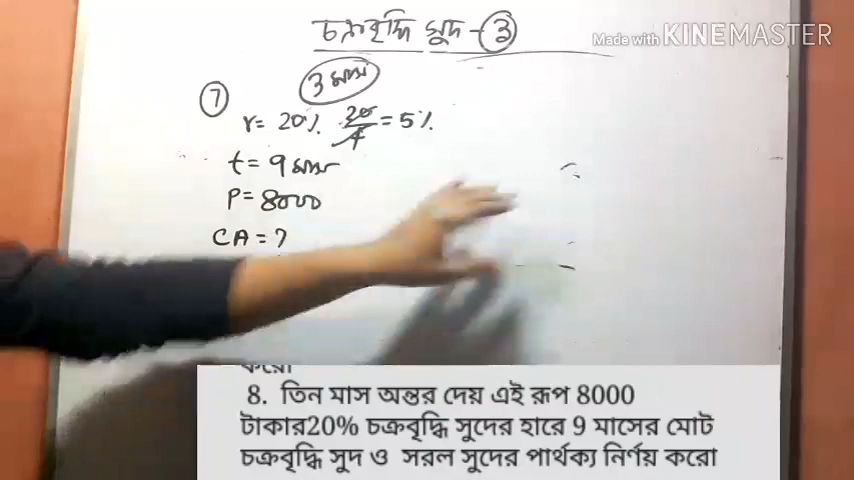 চক্রবৃদ্ধি সুদ - 3
Made with KINEMASTER
3 মাস
7
r = 20% 20/4 = 5%
t = 9 মাস
P = 8000
CA = ?
করো
8. তিন মাস অন্তর দেয় এই রূপ 8000
টাকার20% চক্রবৃদ্ধি সুদের হারে 9 মাসের মোট
চক্রবৃদ্ধি সুদ ও সরল সুদের পার্থক্য নির্ণয় করো